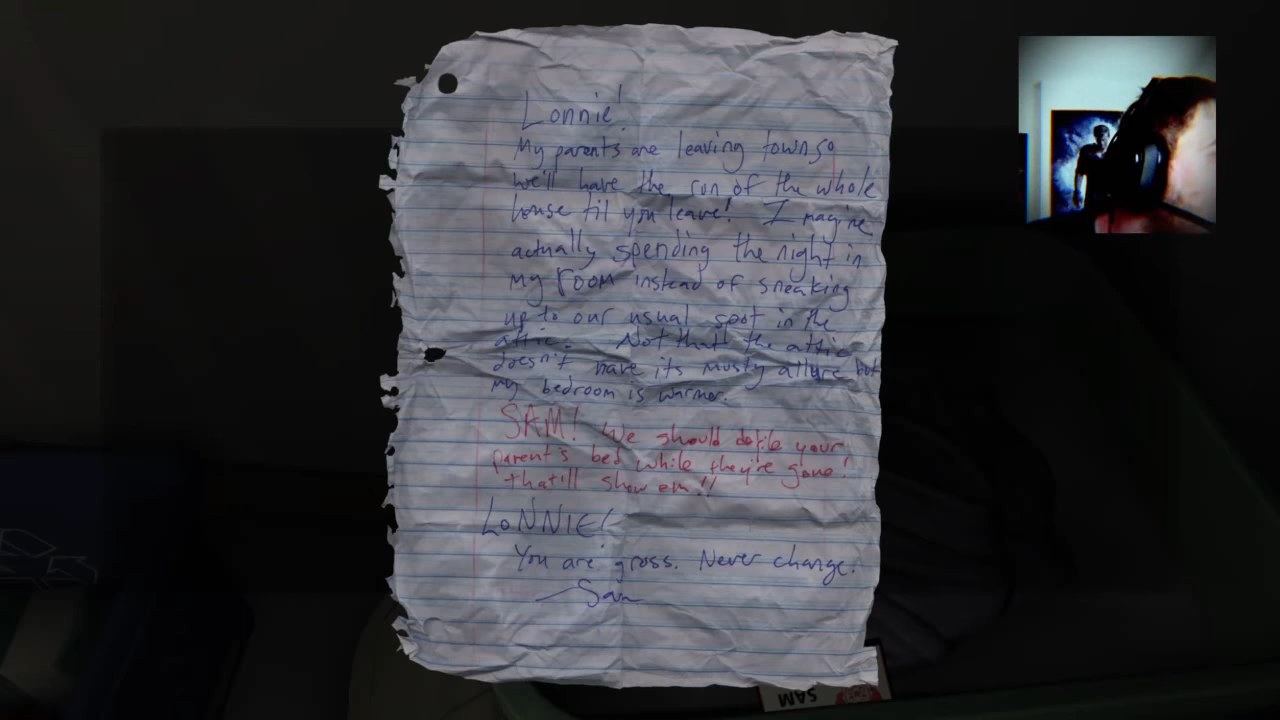 Lonnie!
My parents are leaving town so
we'll have the run of the whole
house til you leave! Imagine
actually spending the night in
my room instead of sneaking
up to our usual spot in the
attic. Not that the attic
doesn't have its musty allure but
my bedroom is warmer.
SAM! We should defile your
parent's bed while they're gone!
that'll show em!!
LONNIE!
You are gross. Never change.
—Sam
SAM